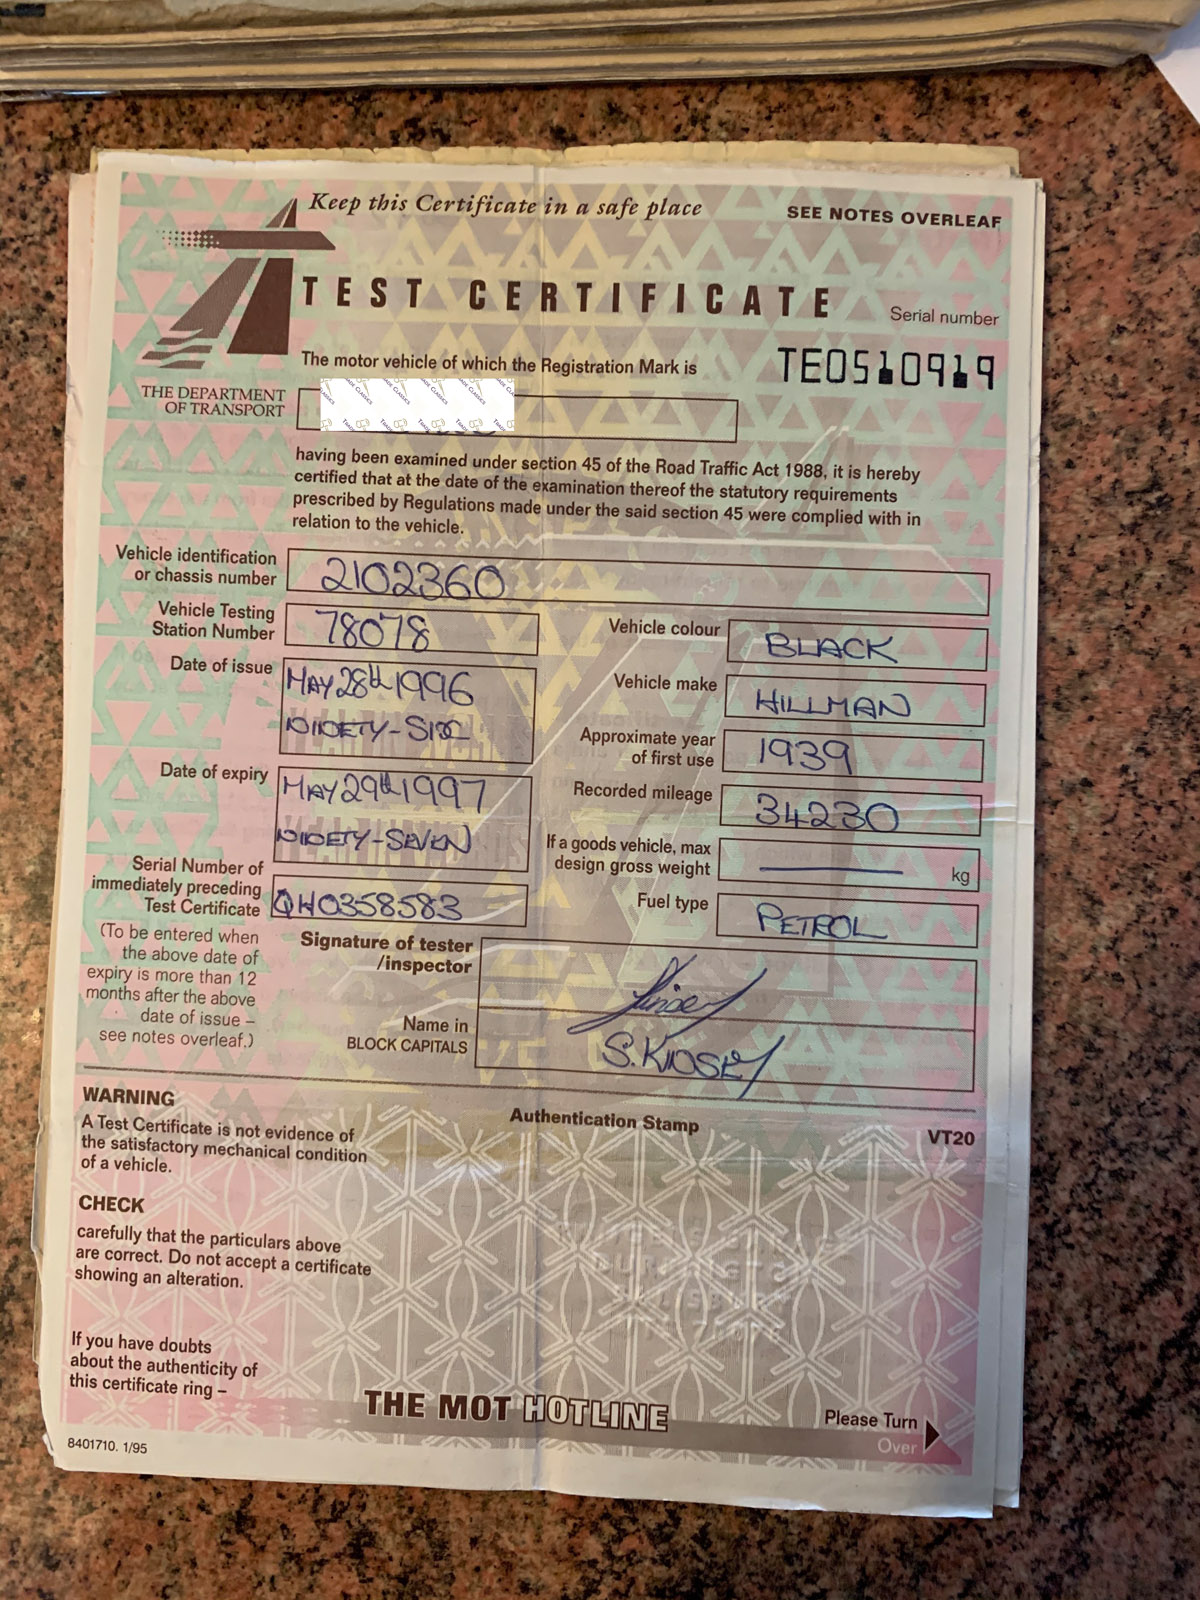 Keep this Certificate in a safe place
SEE NOTES OVERLEAF
TEST CERTIFICATE
Serial number
The motor vehicle of which the Registration Mark is
TE0510919
THE DEPARTMENT
OF TRANSPORT
having been examined under section 45 of the Road Traffic Act 1988, it is hereby
certified that at the date of the examination thereof the statutory requirements
prescribed by Regulations made under the said section 45 were complied with in
relation to the vehicle.
Vehicle identification
or chassis number
2102360
Vehicle Testing
Station Number
78078
Vehicle colour
BLACK
Date of issue
MAY 28th 1996
NINETY-SIX
Vehicle make
HILLMAN
Approximate year
of first use
1939
Date of expiry
MAY 29th 1997
NINETY-SEVEN
Recorded mileage
34230
If a goods vehicle, max
design gross weight
kg
Serial Number of
immediately preceding
Test Certificate
QH0358583
Fuel type
PETROL
(To be entered when
the above date of
expiry is more than 12
months after the above
date of issue –
see notes overleaf.)
Signature of tester
/inspector
Name in
BLOCK CAPITALS
S. KINSEY
WARNING
A Test Certificate is not evidence of
the satisfactory mechanical condition
of a vehicle.
Authentication Stamp
VT20
CHECK
carefully that the particulars above
are correct. Do not accept a certificate
showing an alteration.
If you have doubts
about the authenticity of
this certificate ring –
THE MOT HOTLINE
Please Turn
Over
8401710. 1/95